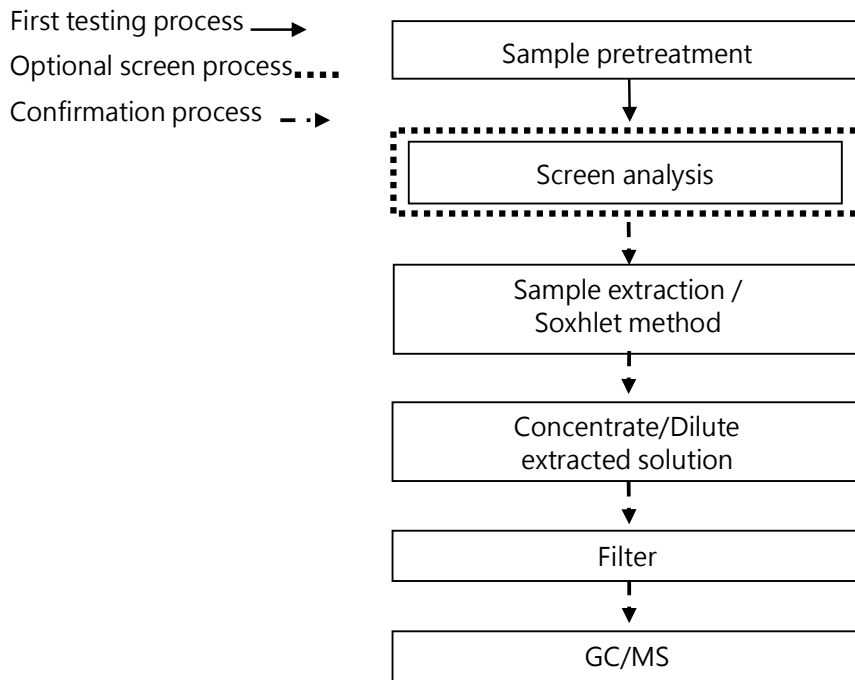 First testing process
Optional screen process
Confirmation process
Sample pretreatment
Screen analysis
Sample extraction /
Soxhlet method
Concentrate/Dilute
extracted solution
Filter
GC/MS